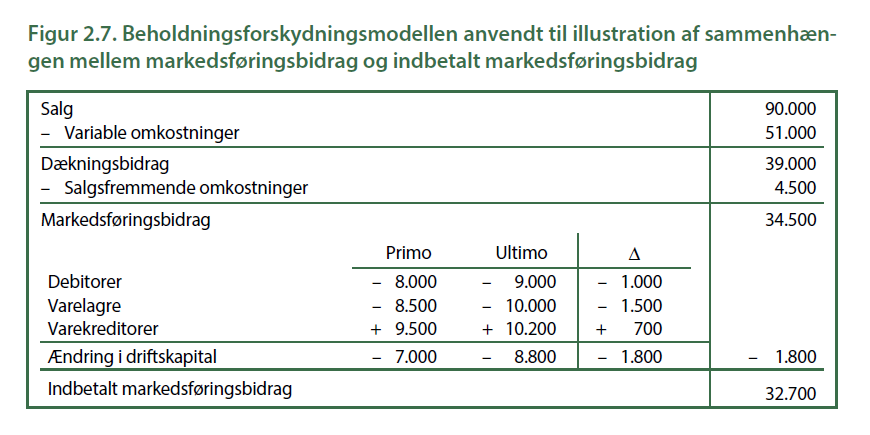 Figur 2.7. Beholdningsforskydningsmodellen anvendt til illustration af sammenhæn-
gen mellem markedsføringsbidrag og indbetalt markedsføringsbidrag
Salg 90.000
– Variable omkostninger 51.000
Dækningsbidrag 39.000
– Salgsfremmende omkostninger 4.500
Markedsføringsbidrag 34.500
Primo Ultimo Δ
Debitorer – 8.000 – 9.000 – 1.000
Varelagre – 8.500 – 10.000 – 1.500
Varekreditorer + 9.500 + 10.200 + 700
Ændring i driftskapital – 7.000 – 8.800 – 1.800 – 1.800
Indbetalt markedsføringsbidrag 32.700